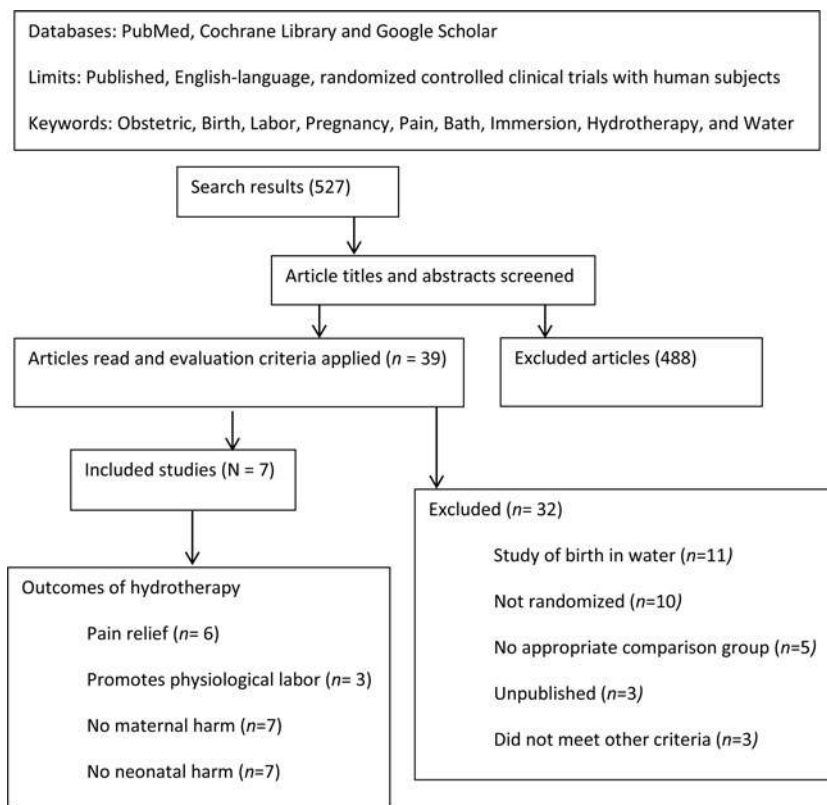 Databases: PubMed, Cochrane Library and Google Scholar
Limits: Published, English-language, randomized controlled clinical trials with human subjects
Keywords: Obstetric, Birth, Labor, Pregnancy, Pain, Bath, Immersion, Hydrotherapy, and Water
Search results (527)
Article titles and abstracts screened
Articles read and evaluation criteria applied (n = 39)
Excluded articles (488)
Included studies (N = 7)
Excluded (n= 32)
Study of birth in water (n=11)
Not randomized (n=10)
No appropriate comparison group (n=5)
Unpublished (n=3)
Did not meet other criteria (n=3)
Outcomes of hydrotherapy
Pain relief (n= 6)
Promotes physiological labor (n= 3)
No maternal harm (n=7)
No neonatal harm (n=7)